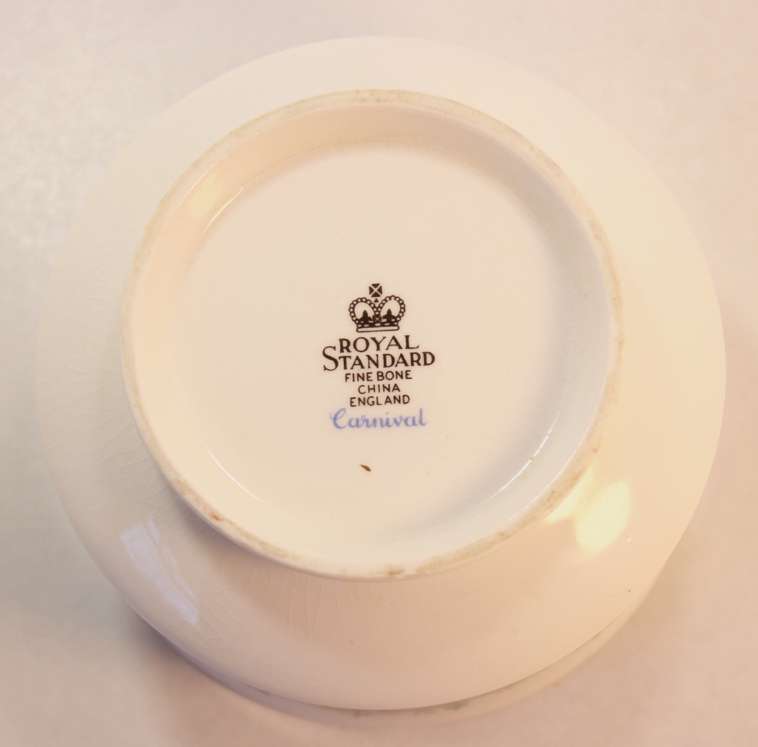 ROYAL
STANDARD
FINE BONE
CHINA
ENGLAND
Carnival